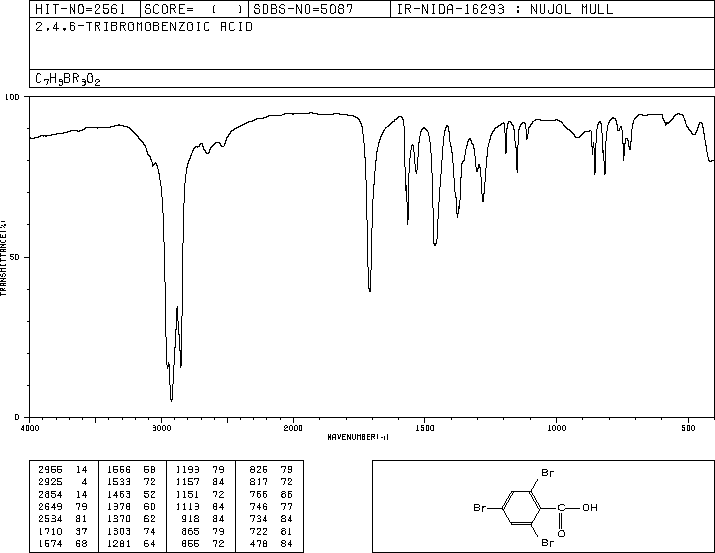 HIT-NO=2561 SCORE= ( ) SDBS-NO=5087 IR-NIDA-16293 : NUJOL MULL
2.4.6-TRIBROMOBENZOIC ACID
C7H3BR3O2
100
50
0
TRANSMITTANCE(%)
4000 3000 2000 1500 1000 500
WAVENUMBER(-1)
2955 14 1566 58 1193 79 826 79
2925 4 1533 72 1157 84 817 72
2854 14 1463 52 1151 72 766 86
2649 79 1378 60 1113 84 746 77
2534 81 1370 62 918 84 734 84
1710 37 1303 74 865 79 722 81
1574 68 1281 64 856 72 478 84
Br
Br C OH
O
Br